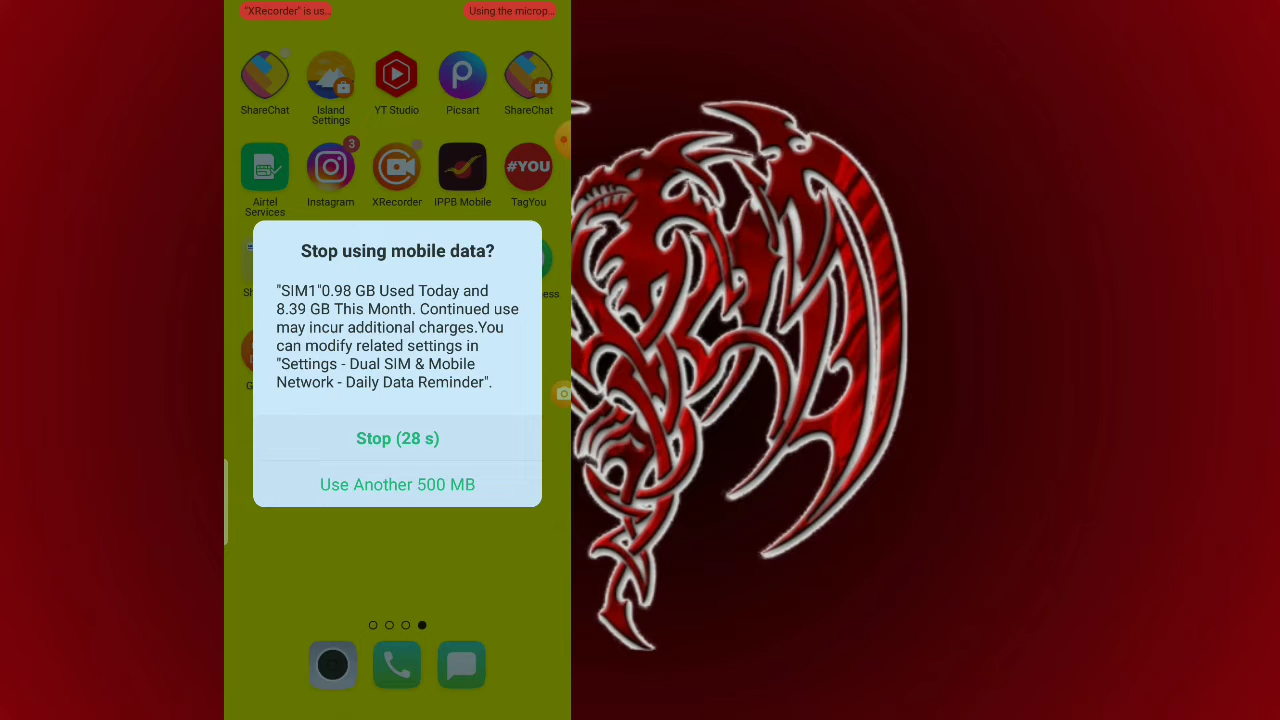 "XRecorder" is us...
Using the microp...
ShareChat
Island Settings
YT Studio
Picsart
ShareChat
Airtel Services
3
Instagram
XRecorder
IPPB Mobile
#YOU
TagYou
Stop using mobile data?
"SIM1"0.98 GB Used Today and
8.39 GB This Month. Continued use
may incur additional charges.You
can modify related settings in
"Settings - Dual SIM & Mobile
Network - Daily Data Reminder".
Stop (28 s)
Use Another 500 MB